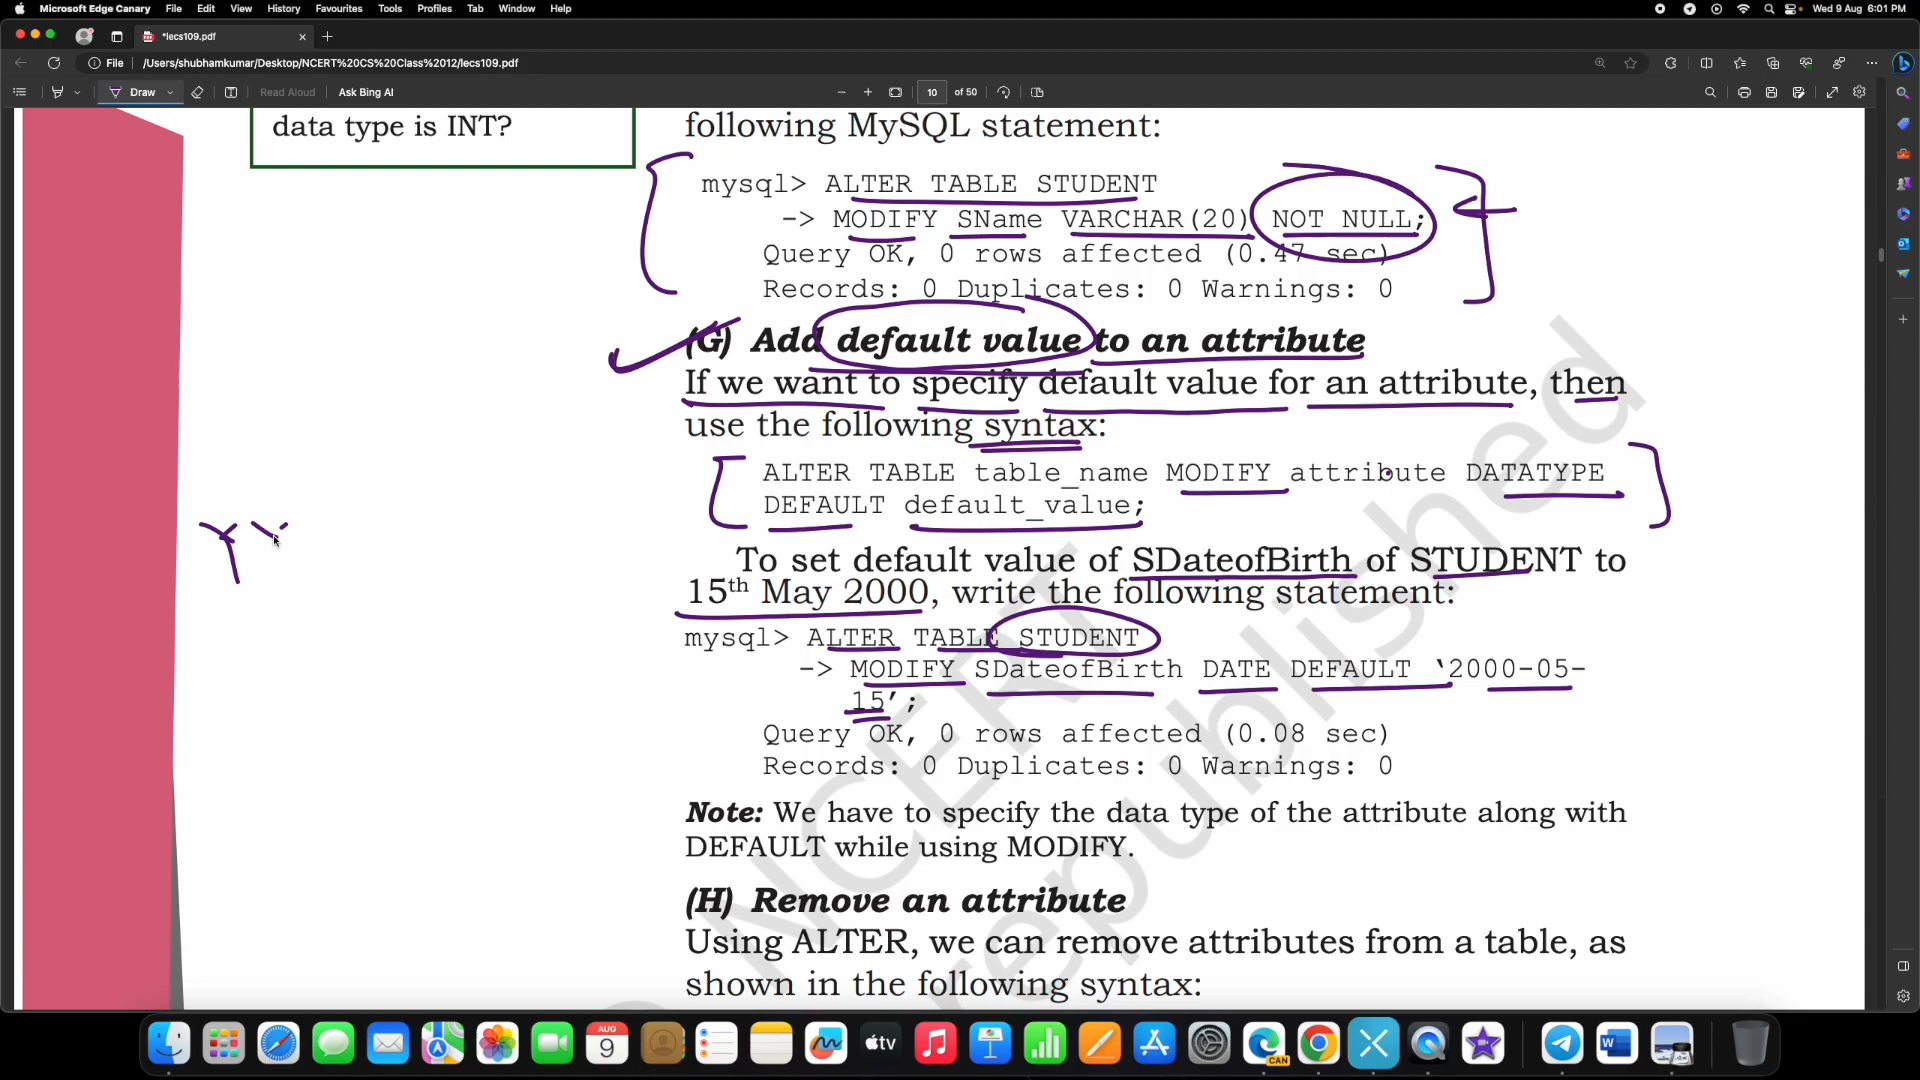 Microsoft Edge Canary File Edit View History Favourites Tools Profiles Tab Window Help Wed 9 Aug 6:01 PM
*lecs109.pdf
File /Users/shubhamkumar/Desktop/NCERT%20CS%20Class%2012/lecs109.pdf
Draw Read Aloud Ask Bing AI 10 of 50
data type is INT?
following MySQL statement:
mysql> ALTER TABLE STUDENT
-> MODIFY SName VARCHAR(20) NOT NULL;
Query OK, 0 rows affected (0.47 sec)
Records: 0 Duplicates: 0 Warnings: 0
(G) Add default value to an attribute
If we want to specify default value for an attribute, then
use the following syntax:
ALTER TABLE table_name MODIFY attribute DATATYPE
DEFAULT default_value;
To set default value of SDateofBirth of STUDENT to
15th May 2000, write the following statement:
mysql> ALTER TABLE STUDENT
-> MODIFY SDateofBirth DATE DEFAULT ‘2000-05-
15’;
Query OK, 0 rows affected (0.08 sec)
Records: 0 Duplicates: 0 Warnings: 0
Note: We have to specify the data type of the attribute along with
DEFAULT while using MODIFY.
(H) Remove an attribute
Using ALTER, we can remove attributes from a table, as
shown in the following syntax:
NCERT
republished
AUG
9
tv
CAN